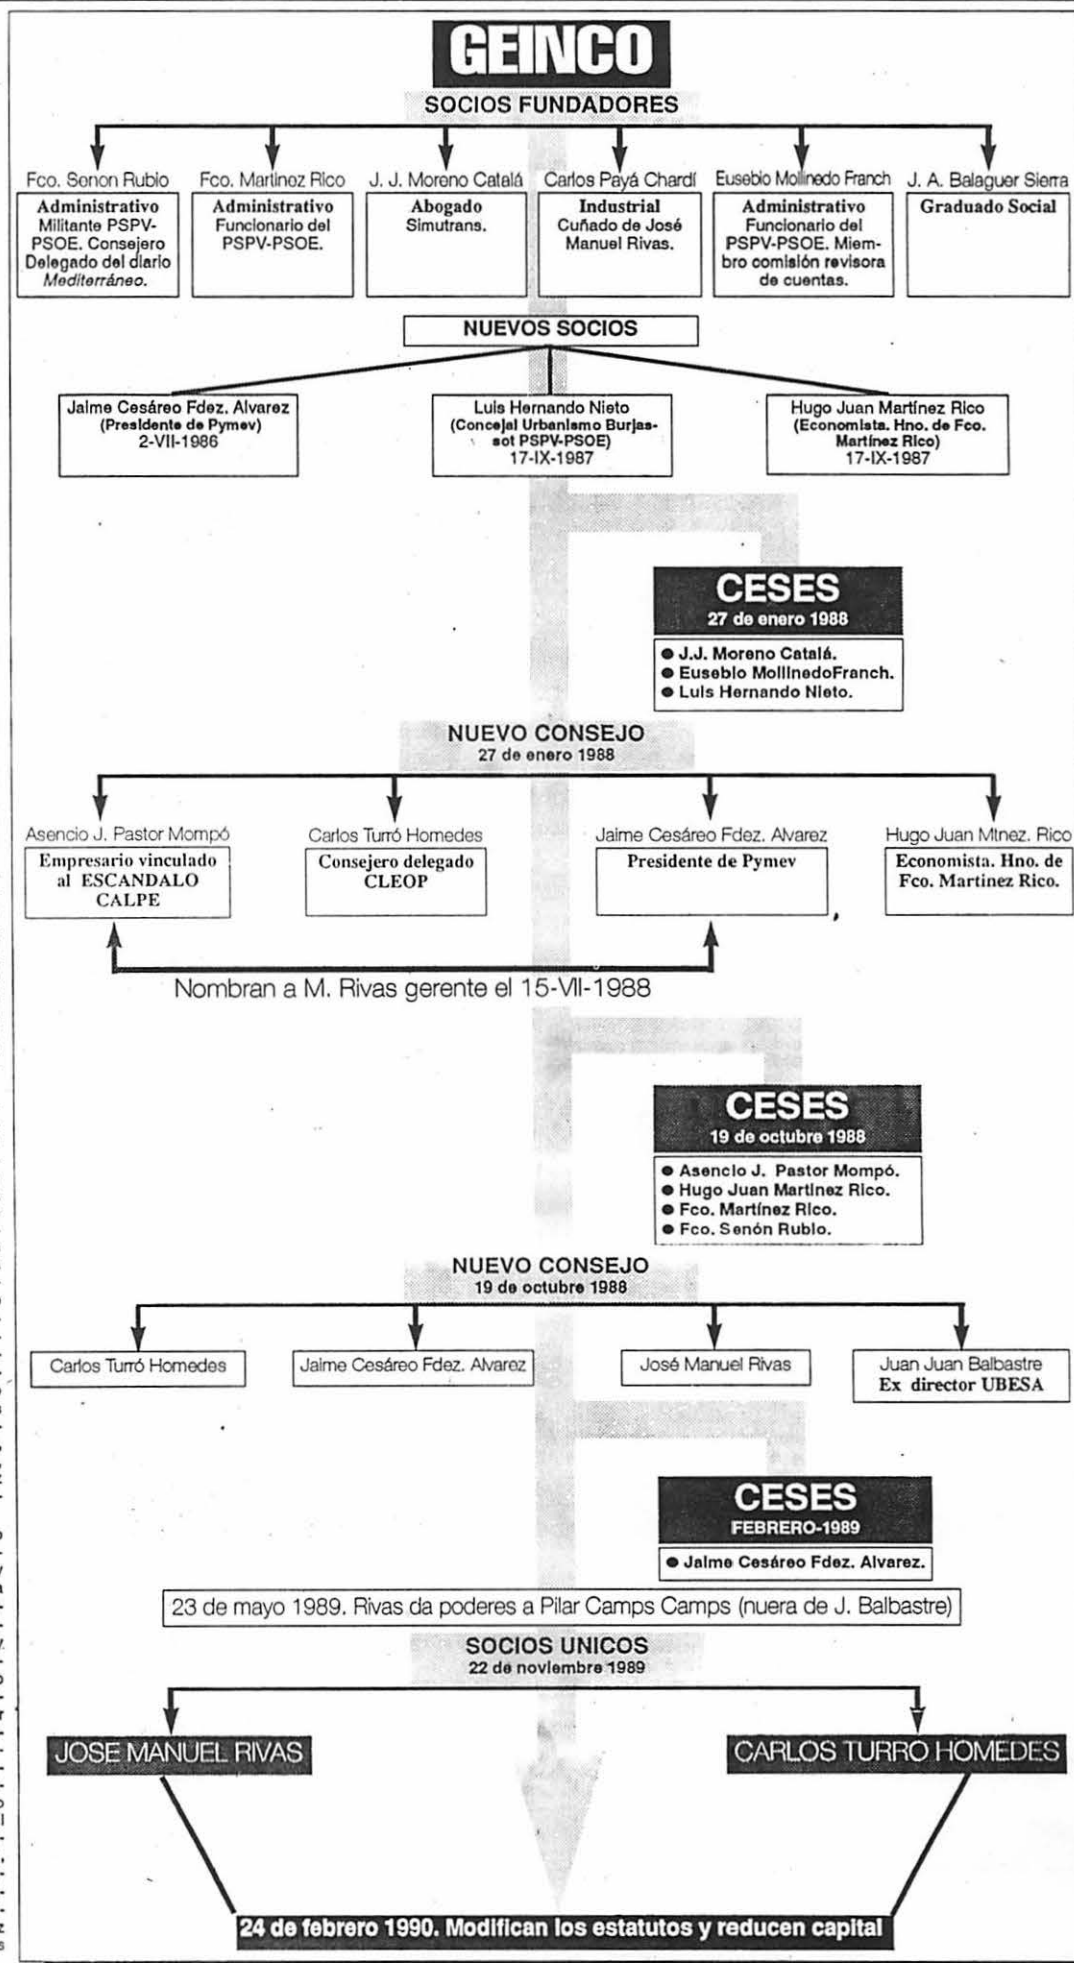 GEINCO
SOCIOS FUNDADORES
Fco. Senon Rubio
Administrativo
Militante PSPV-
PSOE. Consejero
Delegado del diario
Mediterráneo.
Fco. Martinez Rico
Administrativo
Funcionario del
PSPV-PSOE.
J. J. Moreno Catalá
Abogado
Simutrans.
Carlos Payá Chardí
Industrial
Cuñado de José
Manuel Rivas.
Eusebio Mollinedo Franch
Administrativo
Funcionario del
PSPV-PSOE. Miem-
bro comisión revisora
de cuentas.
J. A. Balaguer Sierra
Graduado Social
NUEVOS SOCIOS
Jaime Cesáreo Fdez. Alvarez
(Presidente de Pymev)
2-VII-1986
Luis Hernando Nieto
(Concejal Urbanismo Burjas-
sot PSPV-PSOE)
17-IX-1987
Hugo Juan Martínez Rico
(Economista. Hno. de Fco.
Martínez Rico)
17-IX-1987
CESES
27 de enero 1988
● J.J. Moreno Catalá.
● Eusebio MollinedoFranch.
● Luis Hernando Nieto.
NUEVO CONSEJO
27 de enero 1988
Asencio J. Pastor Mompó
Empresario vinculado
al ESCANDALO
CALPE
Carlos Turró Homedes
Consejero delegado
CLEOP
Jaime Cesáreo Fdez. Alvarez
Presidente de Pymev
Hugo Juan Mtnez. Rico
Economista. Hno. de
Fco. Martinez Rico.
Nombran a M. Rivas gerente el 15-VII-1988
CESES
19 de octubre 1988
● Asencio J. Pastor Mompó.
● Hugo Juan Martinez Rico.
● Fco. Martínez Rico.
● Fco. Senón Rubio.
NUEVO CONSEJO
19 de octubre 1988
Carlos Turró Homedes
Jaime Cesáreo Fdez. Alvarez
José Manuel Rivas
Juan Juan Balbastre
Ex director UBESA
CESES
FEBRERO-1989
● Jaime Cesáreo Fdez. Alvarez.
23 de mayo 1989. Rivas da poderes a Pilar Camps Camps (nuera de J. Balbastre)
SOCIOS UNICOS
22 de noviembre 1989
JOSE MANUEL RIVAS
CARLOS TURRO HOMEDES
24 de febrero 1990. Modifican los estatutos y reducen capital